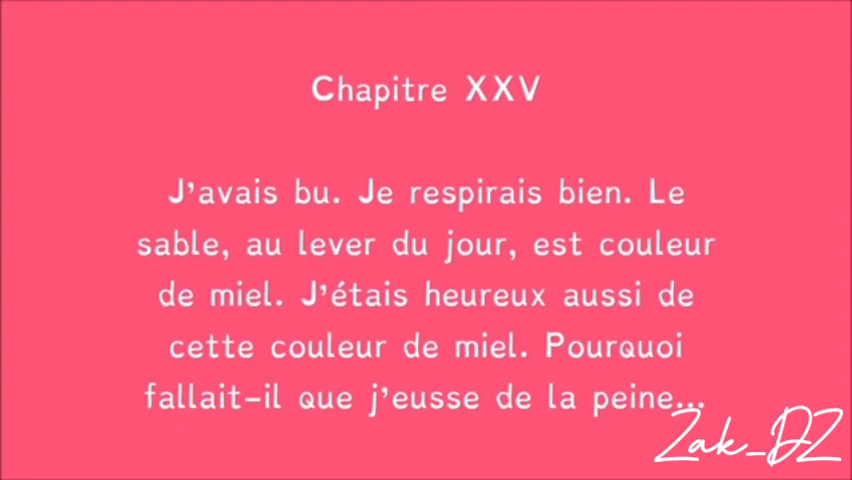 Chapitre XXV
J'avais bu. Je respirais bien. Le
sable, au lever du jour, est couleur
de miel. J'étais heureux aussi de
cette couleur de miel. Pourquoi
fallait-il que j'eusse de la peine...
Zak_DZ